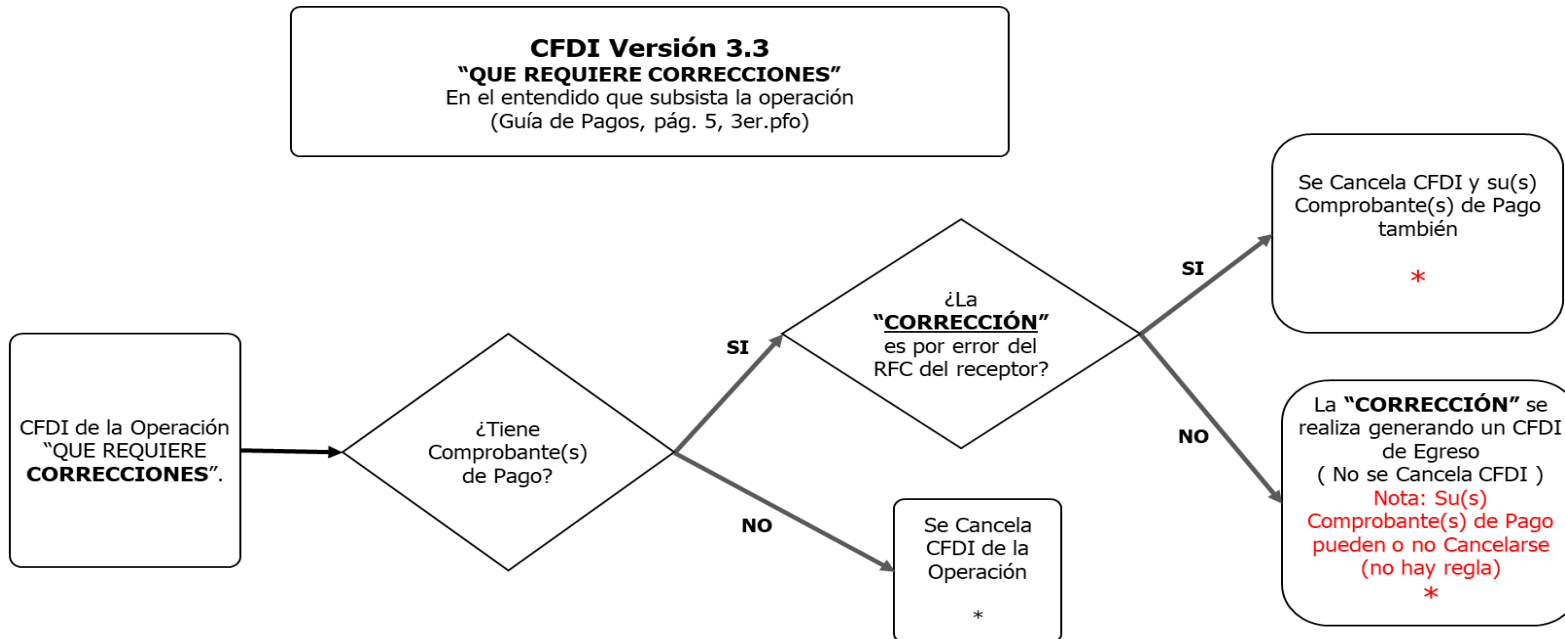 CFDI Versión 3.3
“QUE REQUIERE CORRECCIONES”
En el entendido que subsista la operación
(Guía de Pagos, pág. 5, 3er.pfo)
CFDI de la Operación
“QUE REQUIERE
CORRECCIONES”.
¿Tiene
Comprobante(s)
de Pago?
SI
NO
¿La
“CORRECCIÓN”
es por error del
RFC del receptor?
Se Cancela
CFDI de la
Operación
*
SI
NO
Se Cancela CFDI y su(s)
Comprobante(s) de Pago
también
*
La “CORRECCIÓN” se
realiza generando un CFDI
de Egreso
( No se Cancela CFDI )
Nota: Su(s)
Comprobante(s) de Pago
pueden o no Cancelarse
(no hay regla)
*